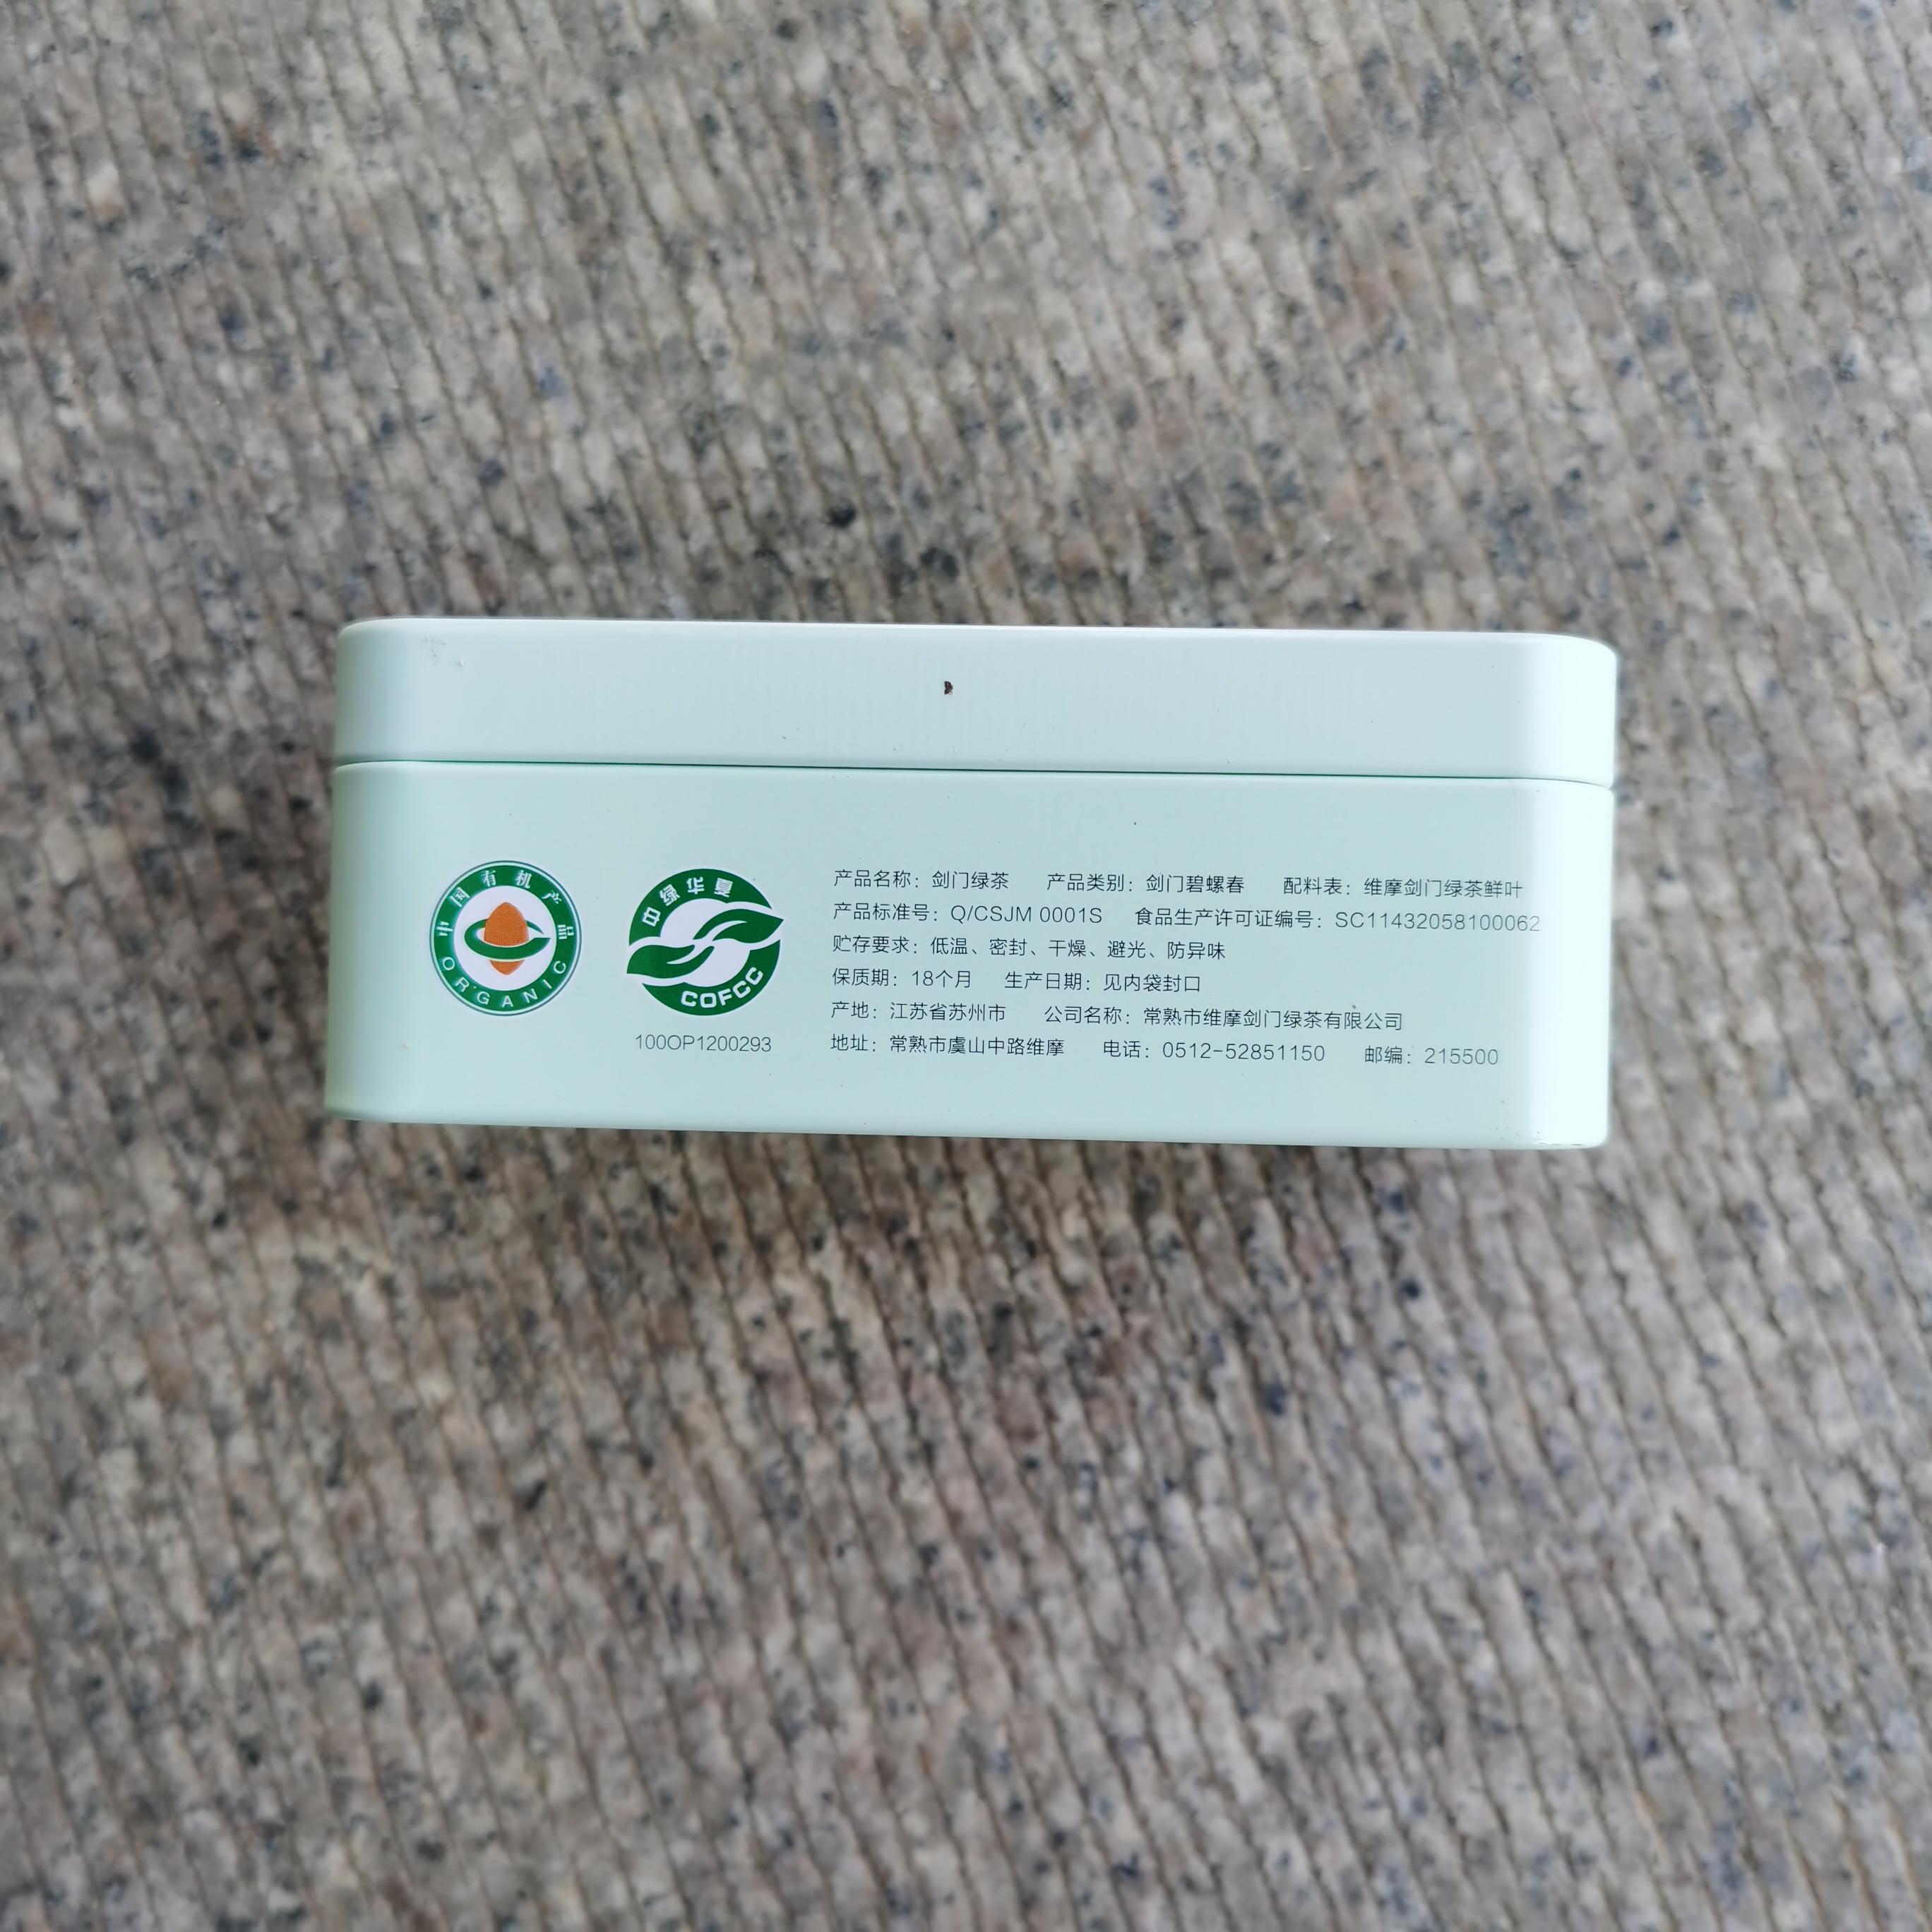 中国有机产品
ORGANIC
中绿华夏
COFCC
100OP1200293
产品名称：剑门绿茶 产品类别：剑门碧螺春 配料表：维摩剑门绿茶鲜叶
产品标准号：Q/CSJM 0001S 食品生产许可证编号：SC11432058100062
贮存要求：低温、密封、干燥、避光、防异味
保质期：18个月 生产日期：见内袋封口
产地：江苏省苏州市 公司名称：常熟市维摩剑门绿茶有限公司
地址：常熟市虞山中路维摩 电话：0512-52851150 邮编：215500